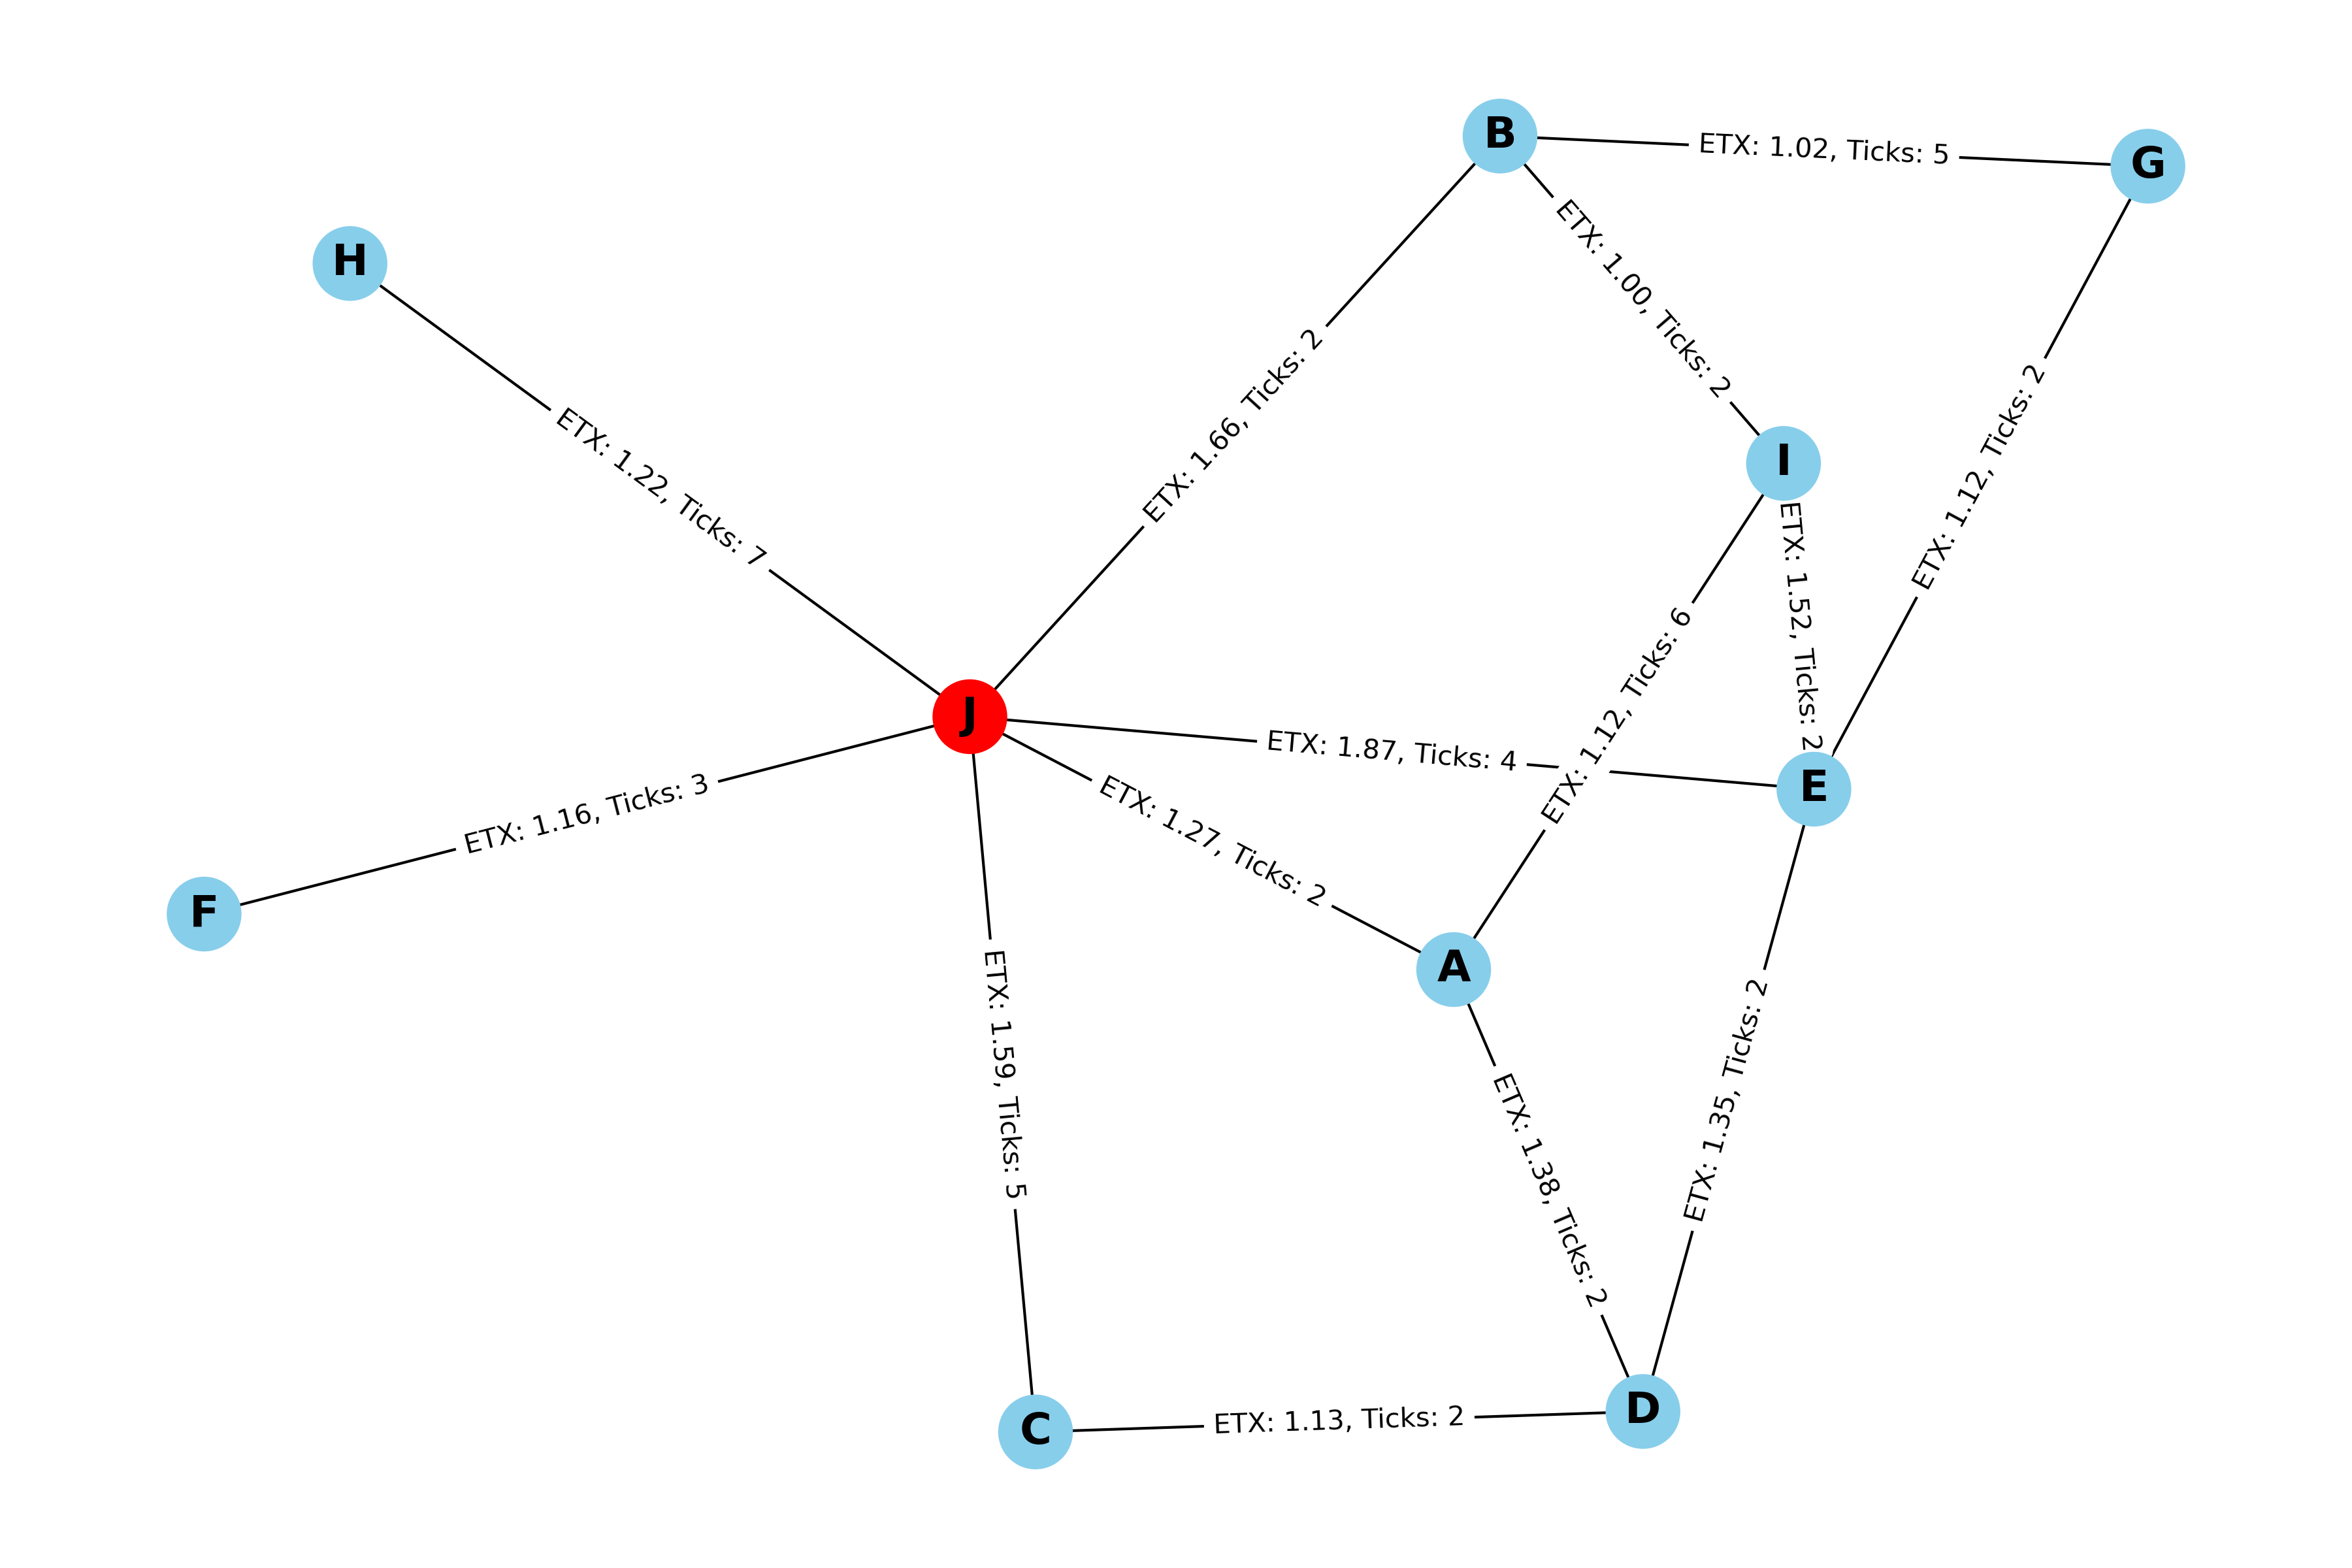 B
G
ETX: 1.02, Ticks: 5
H
ETX: 1.00, Ticks: 2
I
ETX: 1.66, Ticks: 2
ETX: 1.12, Ticks: 2
ETX: 1.22, Ticks: 7
ETX: 1.52, Ticks: 2
J
ETX: 1.12, Ticks: 6
ETX: 1.87, Ticks: 4
E
ETX: 1.16, Ticks: 3
ETX: 1.27, Ticks: 2
F
A
ETX: 1.59, Ticks: 5
ETX: 1.35, Ticks: 2
ETX: 1.38, Ticks: 2
C
ETX: 1.13, Ticks: 2
D